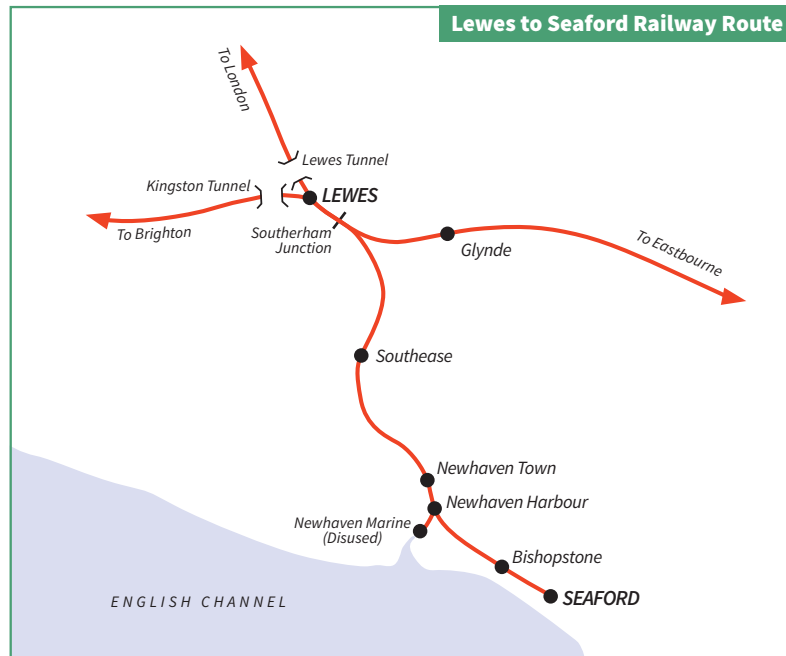 Lewes to Seaford Railway Route
To London
Lewes Tunnel
Kingston Tunnel
LEWES
To Brighton
Southerham
Junction
Glynde
To Eastbourne
Southease
Newhaven Town
Newhaven Harbour
Newhaven Marine
(Disused)
Bishopstone
SEAFORD
ENGLISH CHANNEL